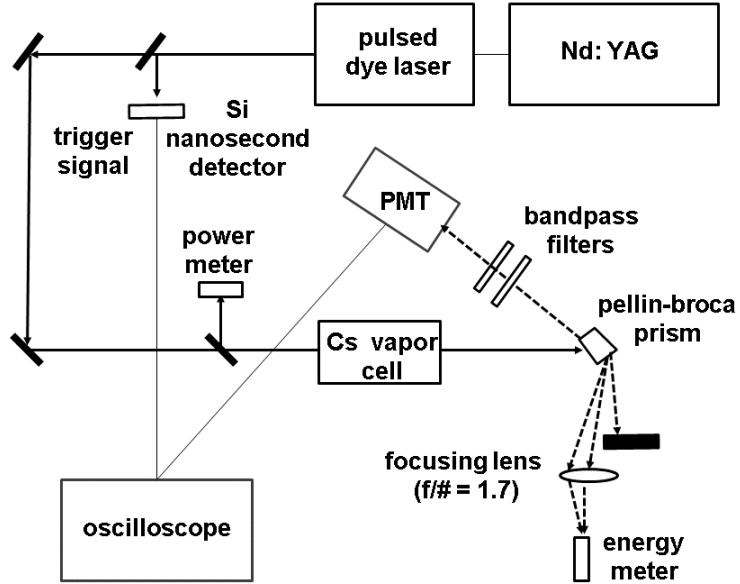 pulsed
dye laser
Nd: YAG
trigger
signal
Si
nanosecond
detector
PMT
bandpass
filters
power
meter
pellin-broca
prism
Cs vapor
cell
focusing lens
(f/# = 1.7)
oscilloscope
energy
meter